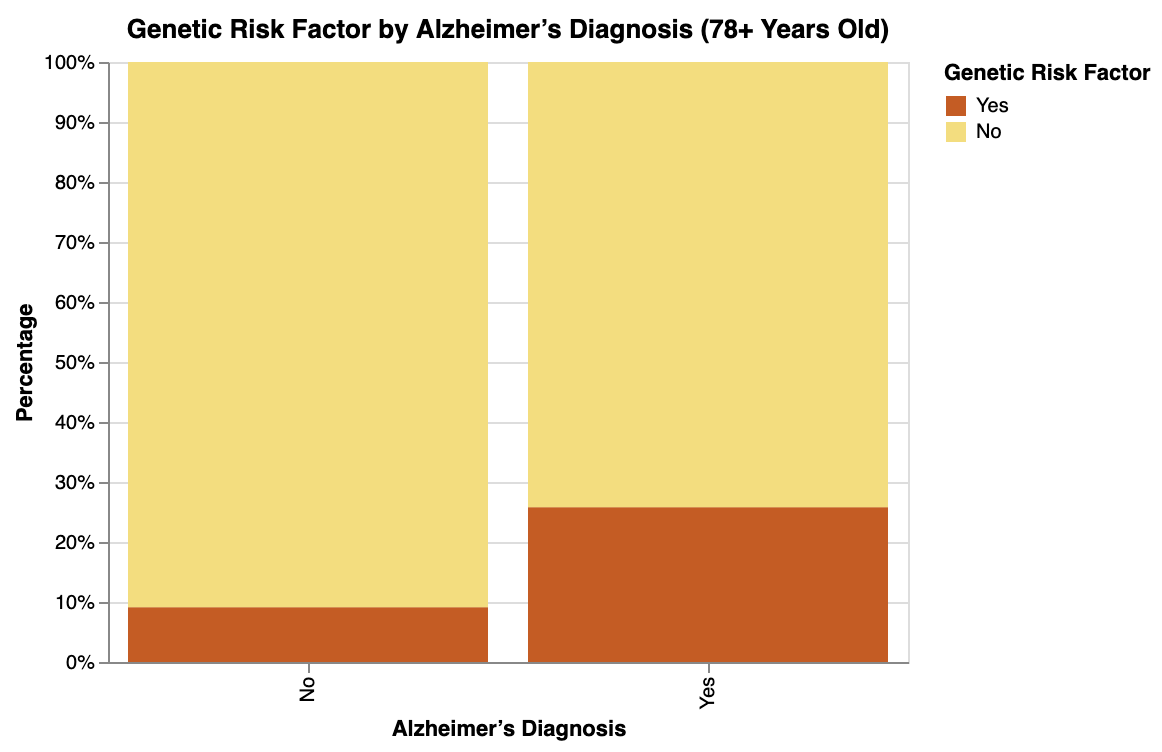 Genetic Risk Factor by Alzheimer’s Diagnosis (78+ Years Old)
100%
90%
80%
70%
60%
50%
40%
30%
20%
10%
0%
Percentage
No
Yes
Alzheimer’s Diagnosis
Genetic Risk Factor
Yes
No